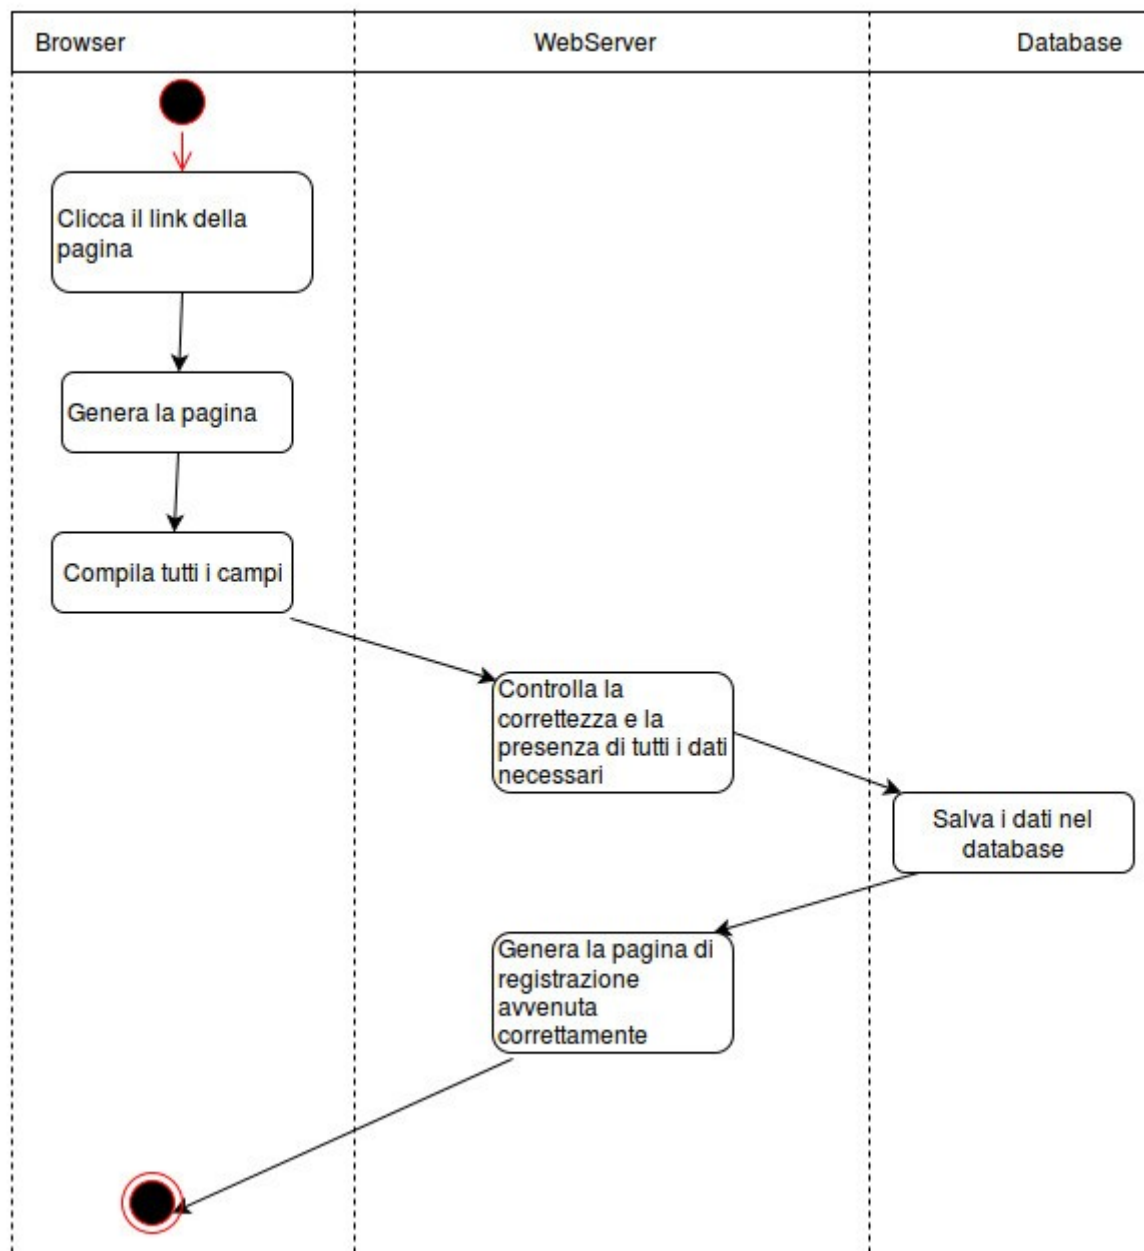 Browser
WebServer
Database
Clicca il link della
pagina
Genera la pagina
Compila tutti i campi
Controlla la
correttezza e la
presenza di tutti i dati
necessari
Salva i dati nel
database
Genera la pagina di
registrazione
avvenuta
correttamente